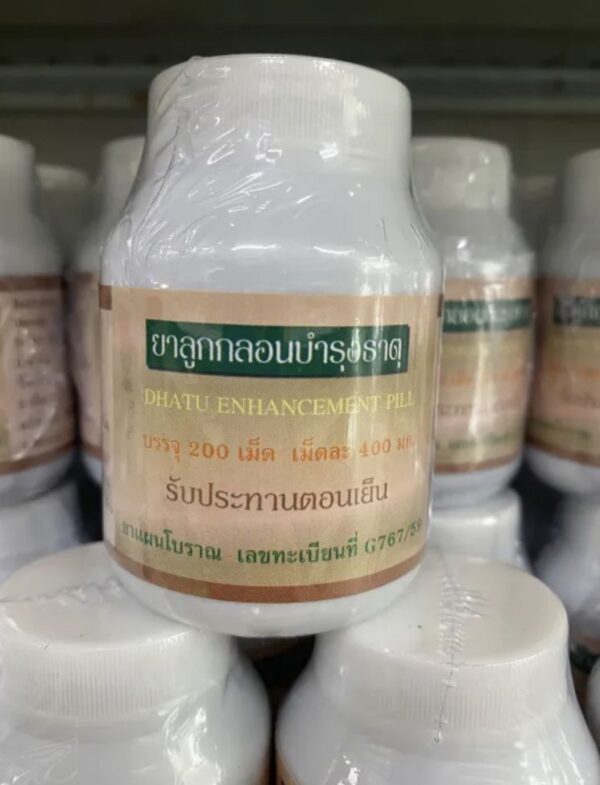 ยาลูกกลอนบำรุงธาตุ
DHATU ENHANCEMENT PILL
บรรจุ 200 เม็ด เม็ดละ 400 มก.
รับประทานตอนเย็น
ยาแผนโบราณ เลขทะเบียนที่ G767/59